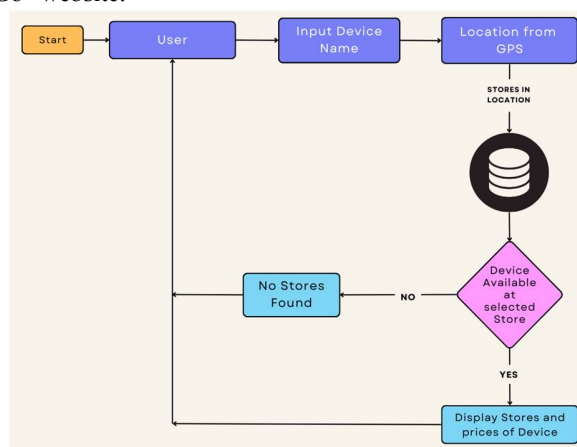 Start
User
Input Device
Name
Location from
GPS
STORES IN
LOCATION
Device
Available
at
selected
Store
NO
No Stores
Found
YES
Display Stores and
prices of Device